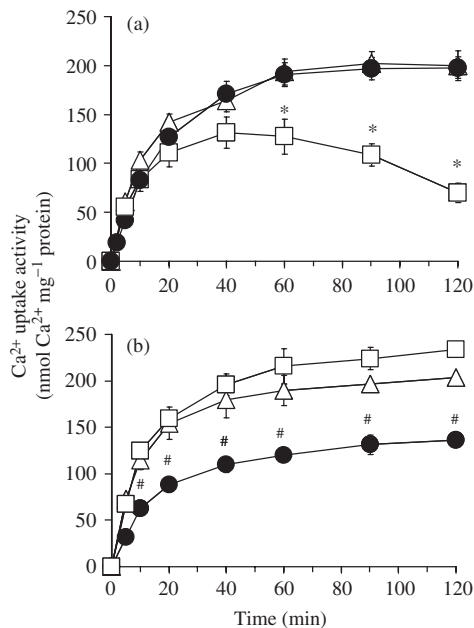 (a)
250
200
150
100
50
0
*
*
*
0 20 40 60 80 100 120
Ca²⁺ uptake activity
(nmol Ca²⁺ mg⁻¹ protein)
(b)
250
200
150
100
50
0
# # # # # #
0 20 40 60 80 100 120
Time (min)